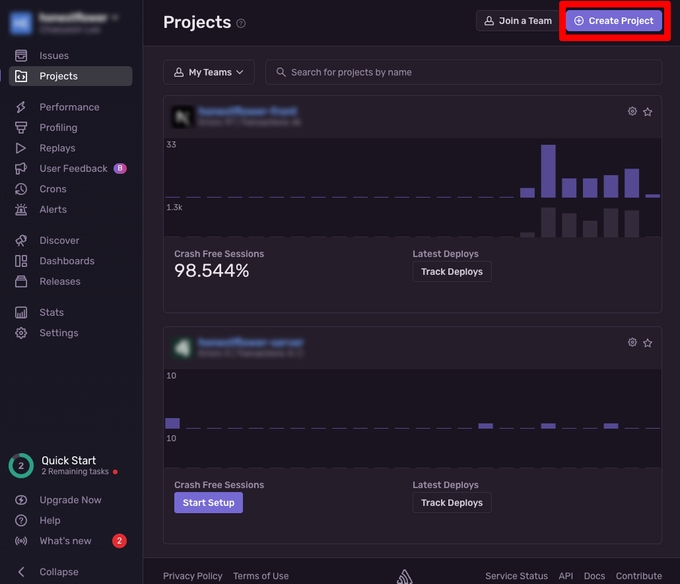 Projects
Join a Team
Create Project
Issues
Projects
Performance
Profiling
Replays
User Feedback B
Crons
Alerts
Discover
Dashboards
Releases
Stats
Settings
2
Quick Start
2 Remaining tasks
Upgrade Now
Help
What's new 2
Collapse
My Teams
Search for projects by name
33
1.3k
Crash Free Sessions
98.544%
Latest Deploys
Track Deploys
10
10
Crash Free Sessions
Start Setup
Latest Deploys
Track Deploys
Privacy Policy Terms of Use
Service Status API Docs Contribute